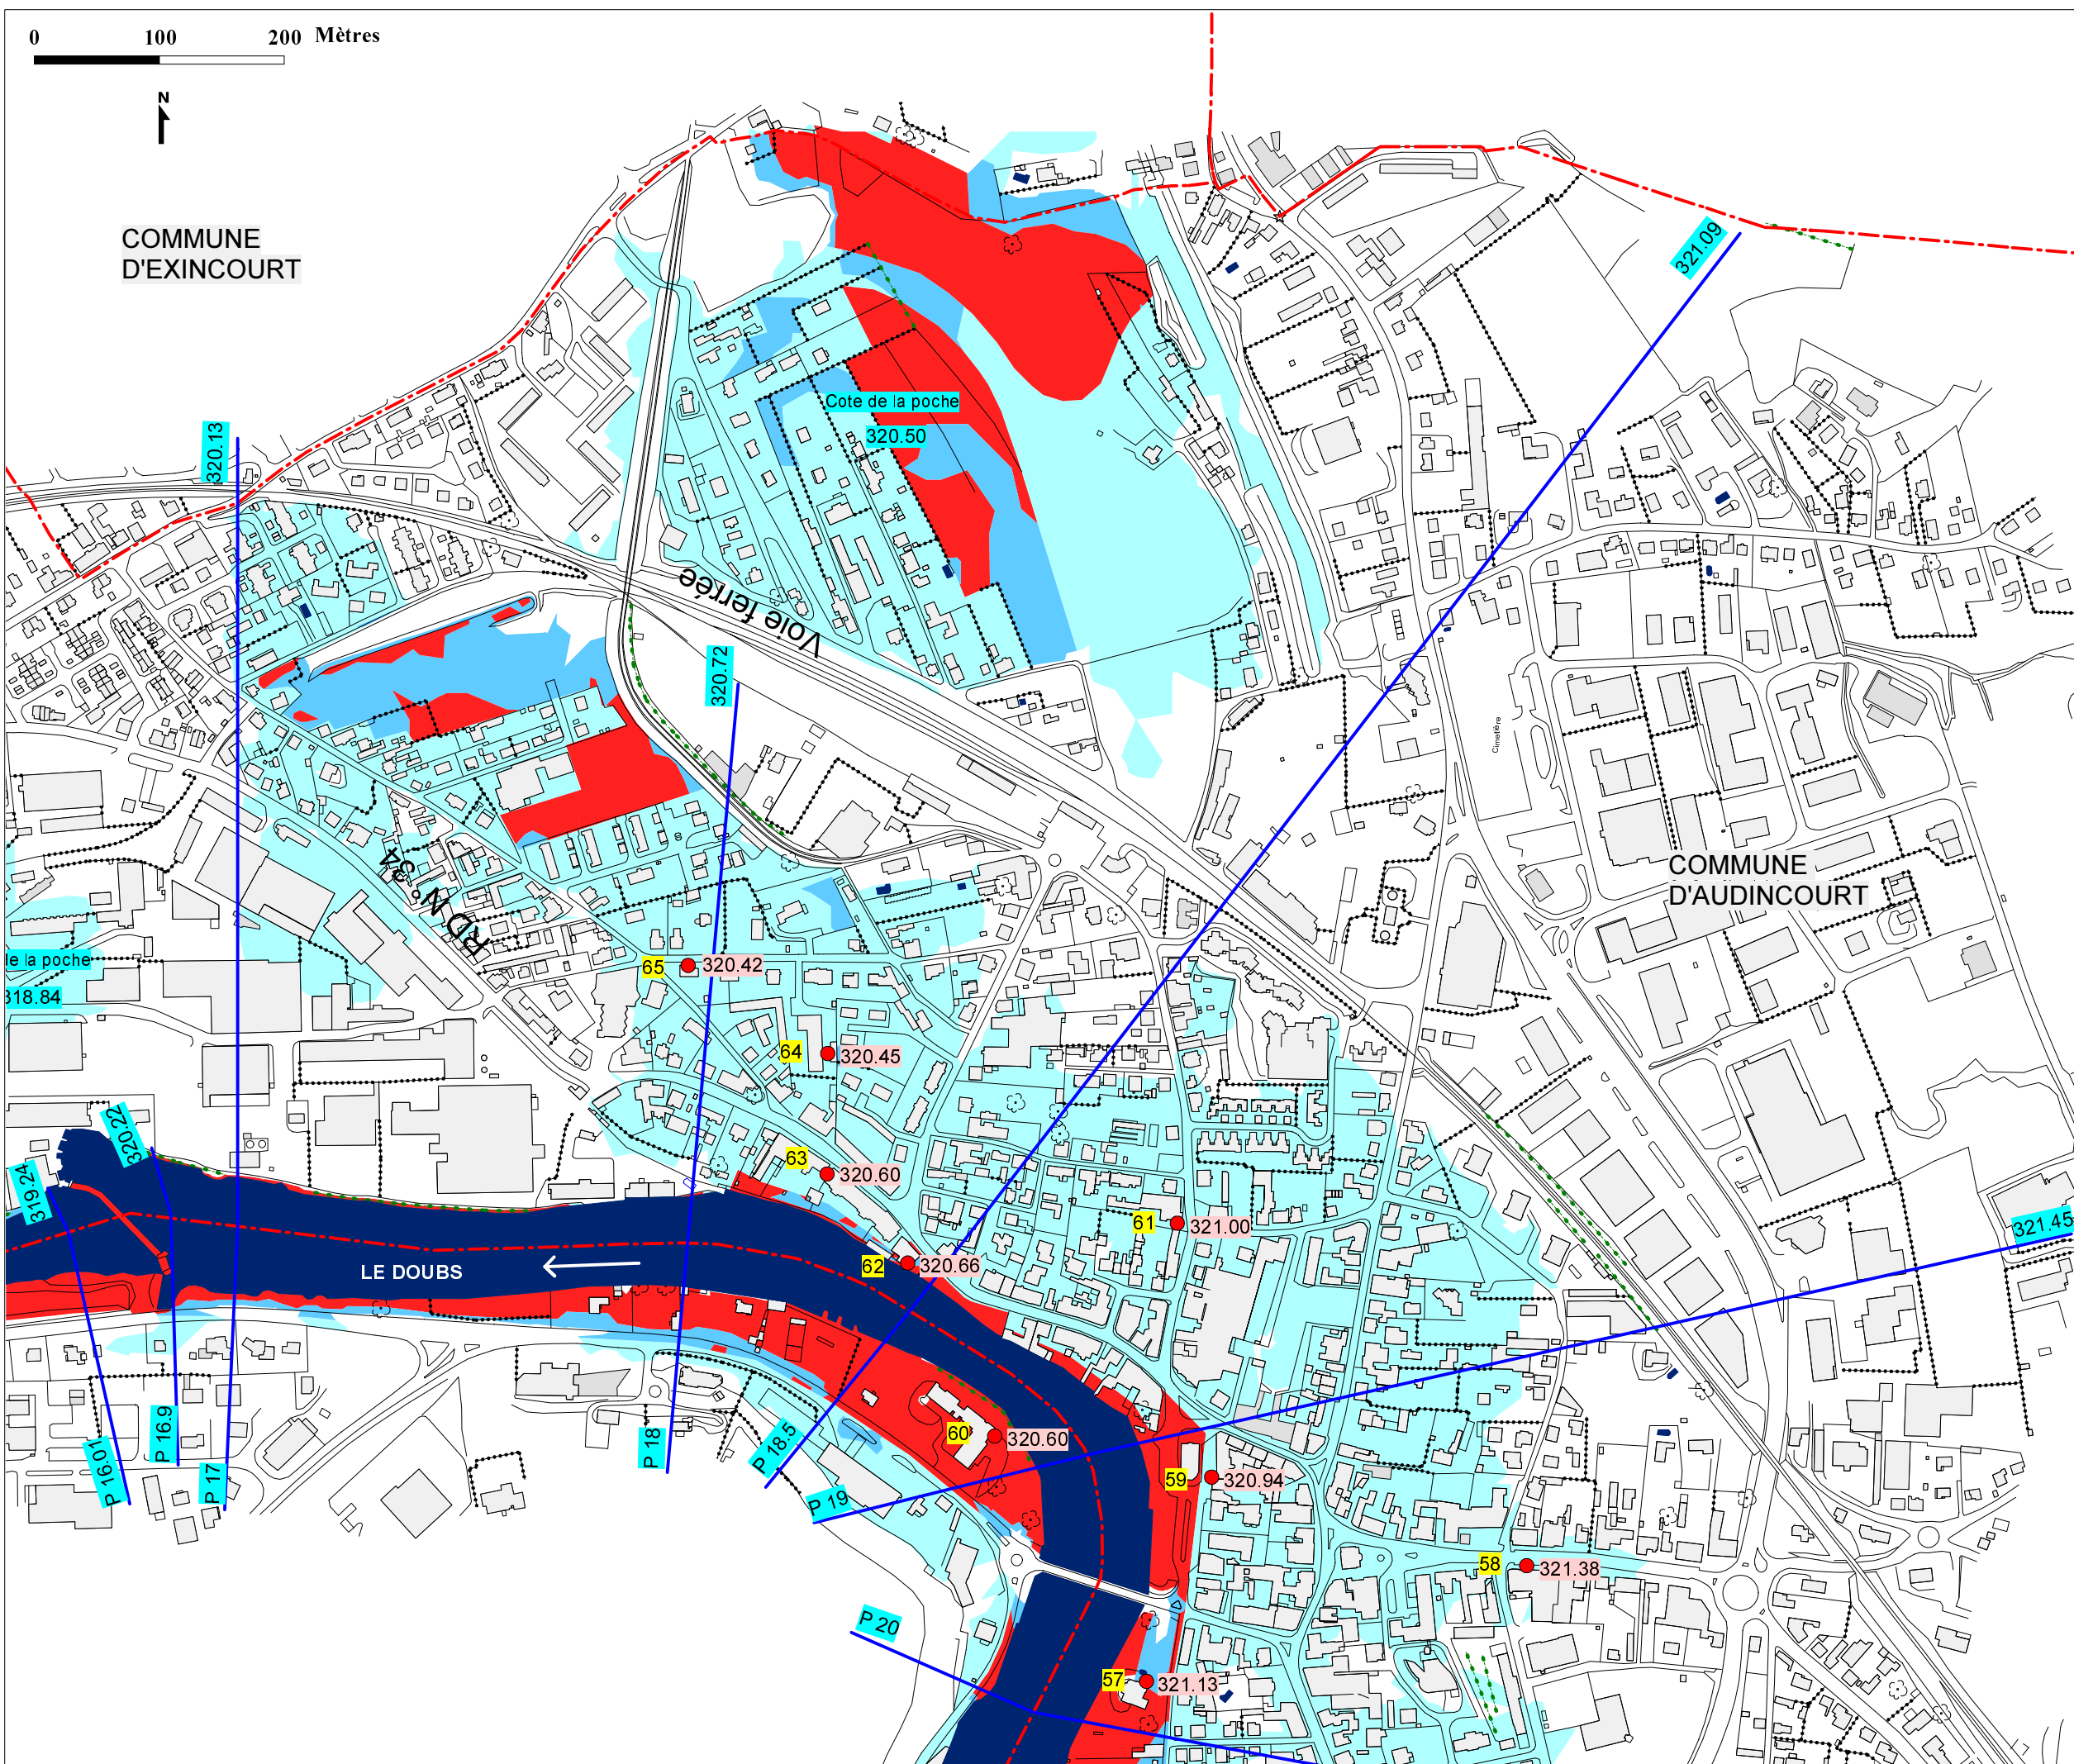 0 100 200 Mètres
N
COMMUNE
D'EXINCOURT
321.09
320.13
Cote de la poche
320.50
Voie ferrée
320.72
Cimetière
COMMUNE
D'AUDINCOURT
RD N° 34
de la poche
318.84
65 320.42
64 320.45
320.22
319.24
63 320.60
61 321.00
321.45
62 320.66
LE DOUBS
60 320.60
P 16.01
P 16.9
P 17
P 18
P 18.5
P 19
59 320.94
58 321.38
P 20
57 321.13